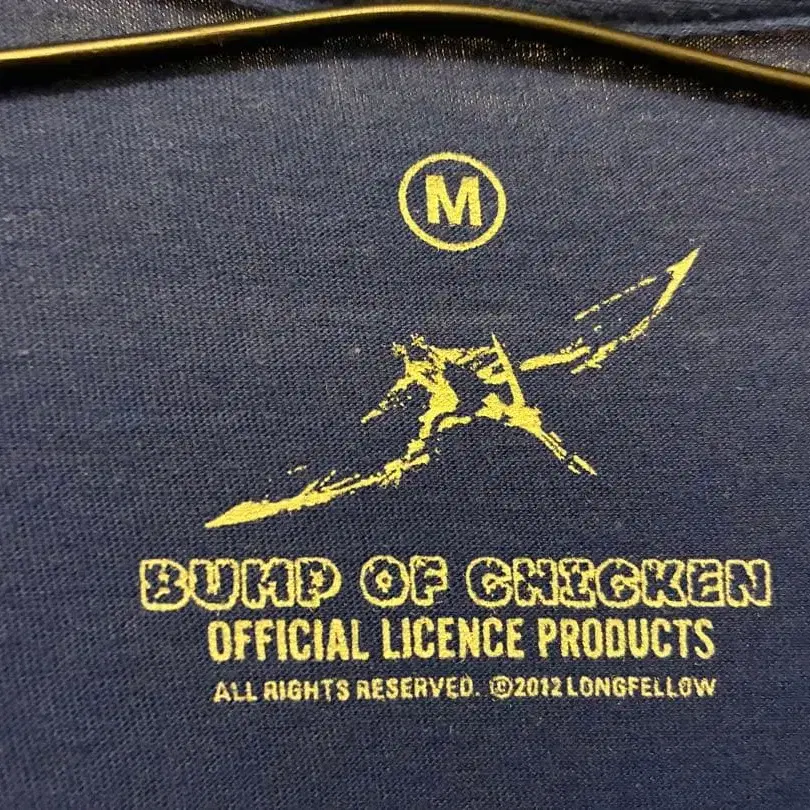 M
BUMP OF CHICKEN
OFFICIAL LICENCE PRODUCTS
ALL RIGHTS RESERVED. ©2012 LONGFELLOW